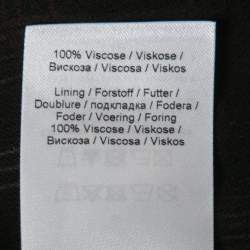 100% Viscose / Viskose /
Вискоза / Viscosa / Viskos
Lining / Forstoff / Futter /
Doublure / подкладка / Fodera /
Foder / Voering / Foring
100% Viscose / Viskose /
Вискоза / Viscosa / Viskos